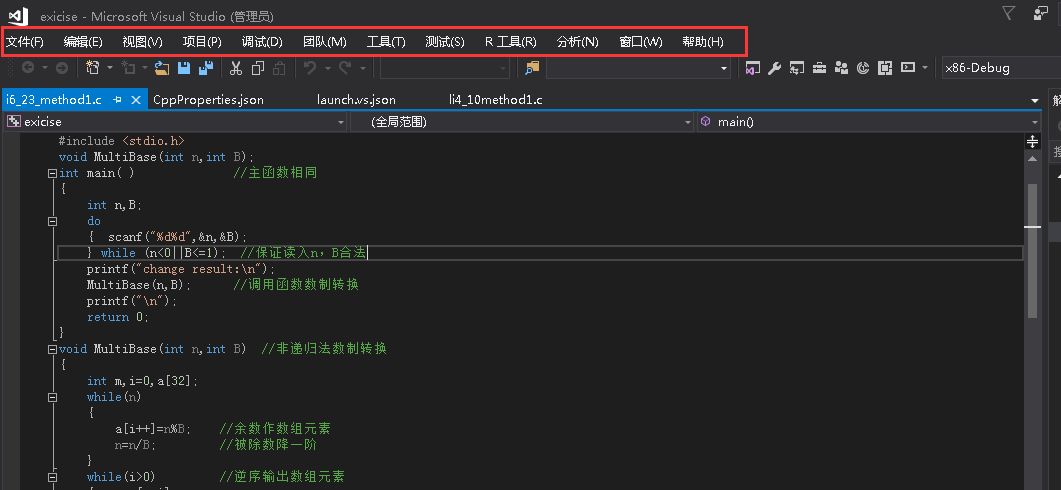 exicise - Microsoft Visual Studio (管理员)
文件(F) 编辑(E) 视图(V) 项目(P) 调试(D) 团队(M) 工具(T) 测试(S) R 工具(R) 分析(N) 窗口(W) 帮助(H)
x86-Debug
i6_23_method1.c CppProperties.json launch.vs.json li4_10method1.c
exicise (全局范围) main()
#include <stdio.h>
void MultiBase(int n,int B);
int main( ) //主函数相同
{
int n,B;
do
{ scanf("%d%d",&n,&B);
} while (n<0||B<=1); //保证读入n，B合法
printf("change result:\n");
MultiBase(n,B); //调用函数数制转换
printf("\n");
return 0;
}
void MultiBase(int n,int B) //非递归法数制转换
{
int m,i=0,a[32];
while(n)
{
a[i++]=n%B; //余数作数组元素
n=n/B; //被除数降一阶
}
while(i>0) //逆序输出数组元素